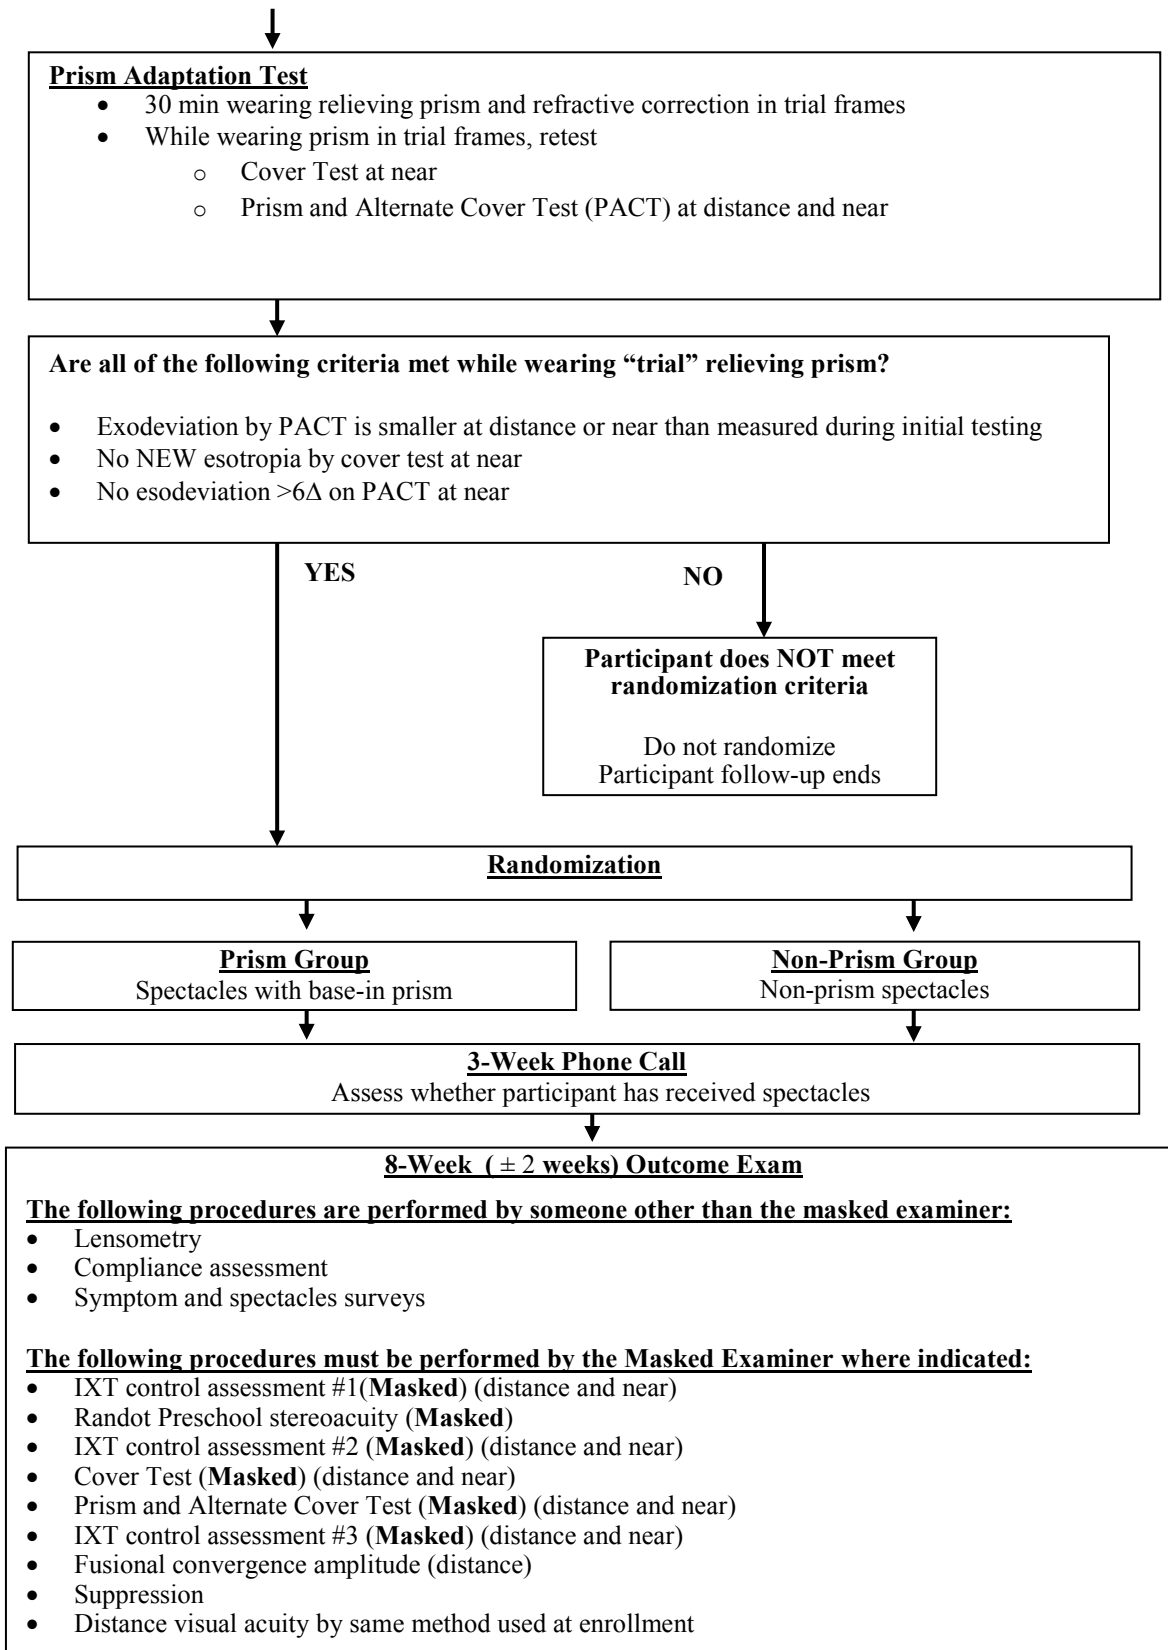 Prism Adaptation Test
• 30 min wearing relieving prism and refractive correction in trial frames
• While wearing prism in trial frames, retest
o Cover Test at near
o Prism and Alternate Cover Test (PACT) at distance and near
Are all of the following criteria met while wearing “trial” relieving prism?
• Exodeviation by PACT is smaller at distance or near than measured during initial testing
• No NEW esotropia by cover test at near
• No esodeviation >6Δ on PACT at near
YES
NO
Participant does NOT meet
randomization criteria
Do not randomize
Participant follow-up ends
Randomization
Prism Group
Spectacles with base-in prism
Non-Prism Group
Non-prism spectacles
3-Week Phone Call
Assess whether participant has received spectacles
8-Week ( ± 2 weeks) Outcome Exam
The following procedures are performed by someone other than the masked examiner:
• Lensometry
• Compliance assessment
• Symptom and spectacles surveys
The following procedures must be performed by the Masked Examiner where indicated:
• IXT control assessment #1(Masked) (distance and near)
• Randot Preschool stereoacuity (Masked)
• IXT control assessment #2 (Masked) (distance and near)
• Cover Test (Masked) (distance and near)
• Prism and Alternate Cover Test (Masked) (distance and near)
• IXT control assessment #3 (Masked) (distance and near)
• Fusional convergence amplitude (distance)
• Suppression
• Distance visual acuity by same method used at enrollment